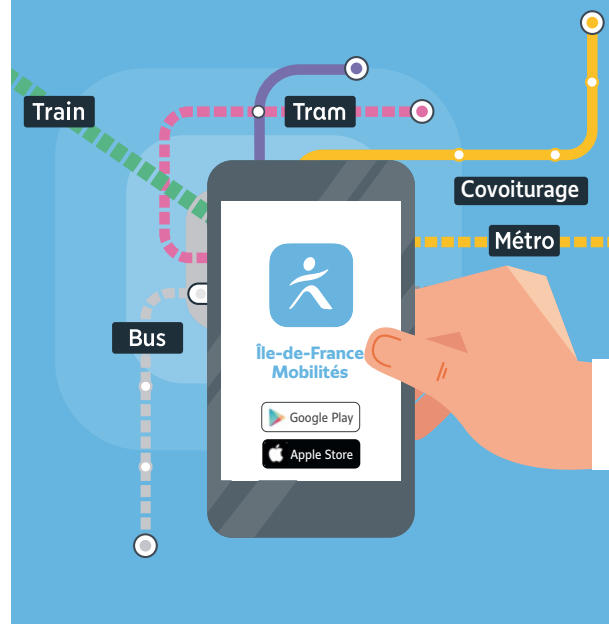 Train
Tram
Covoiturage
Métro
Bus
Île-de-France
Mobilités
Google Play
Apple Store